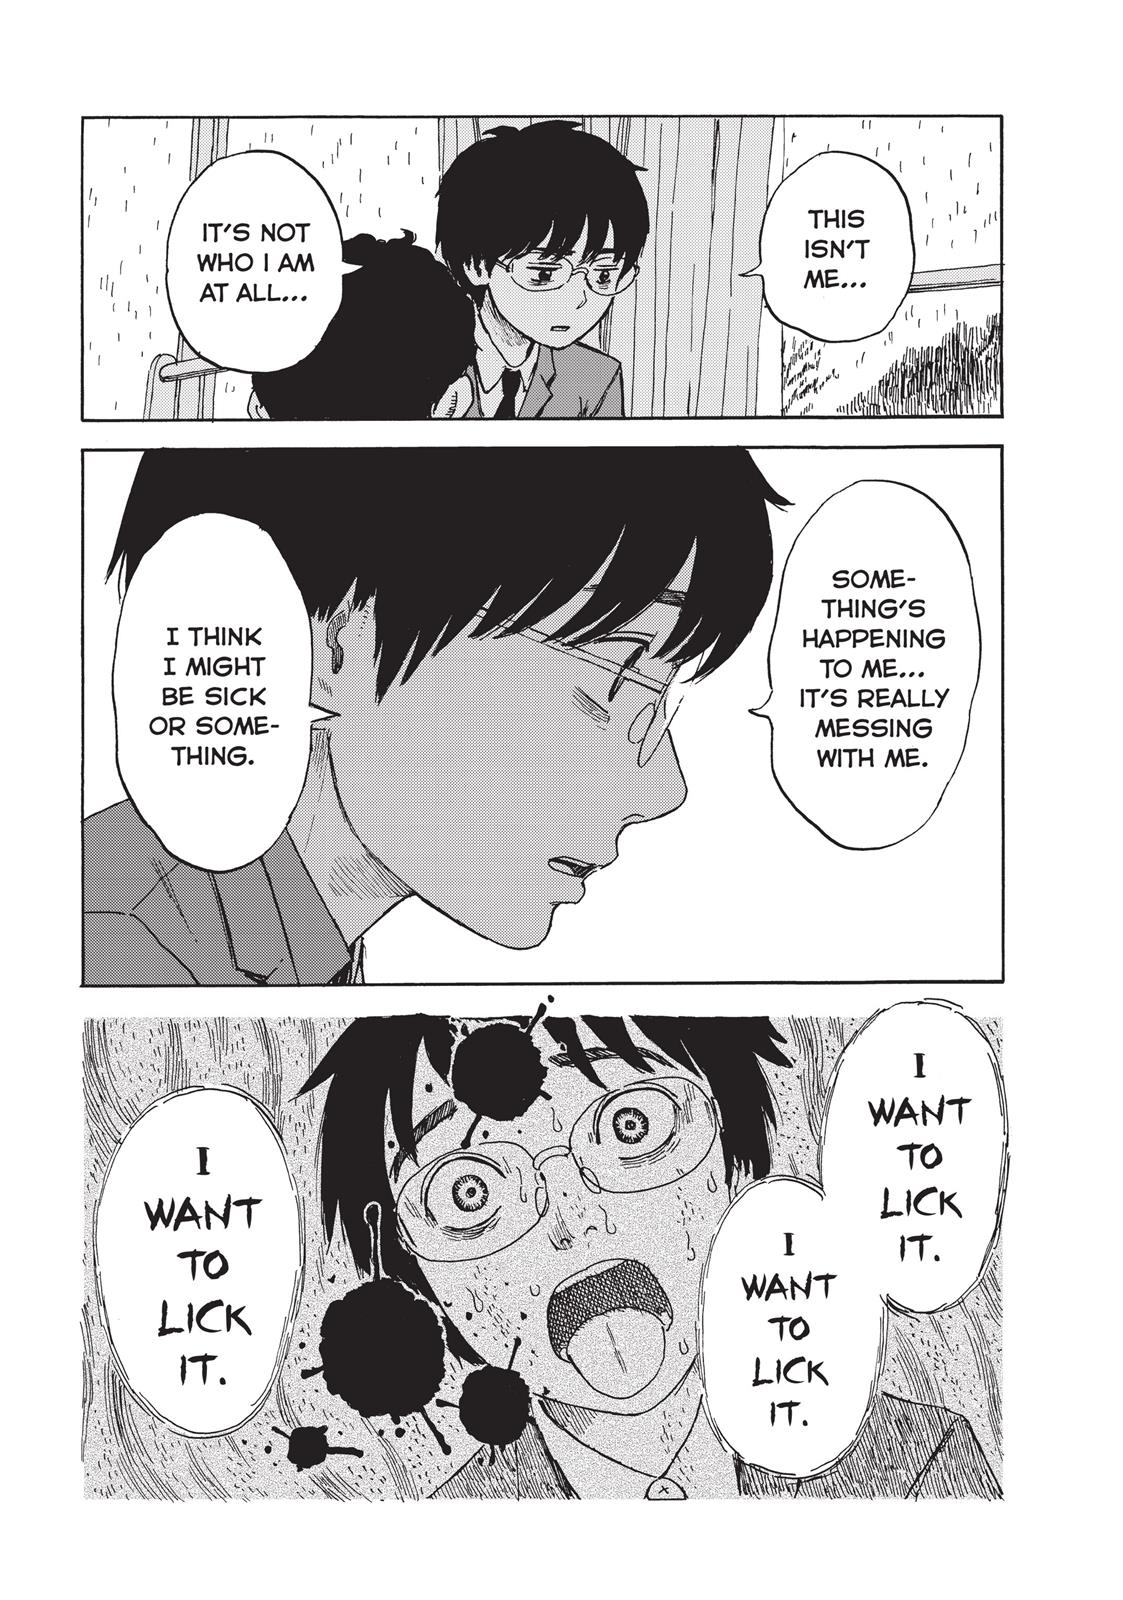 THIS
ISN'T
ME...
IT'S NOT
WHO I AM
AT ALL...
SOME-
THING'S
HAPPENING
TO ME...
IT'S REALLY
MESSING
WITH ME.
I THINK
I MIGHT
BE SICK
OR SOME-
THING.
I
WANT
TO
LICK
IT.
I
WANT
TO
LICK
IT.
I
WANT
TO
LICK
IT.